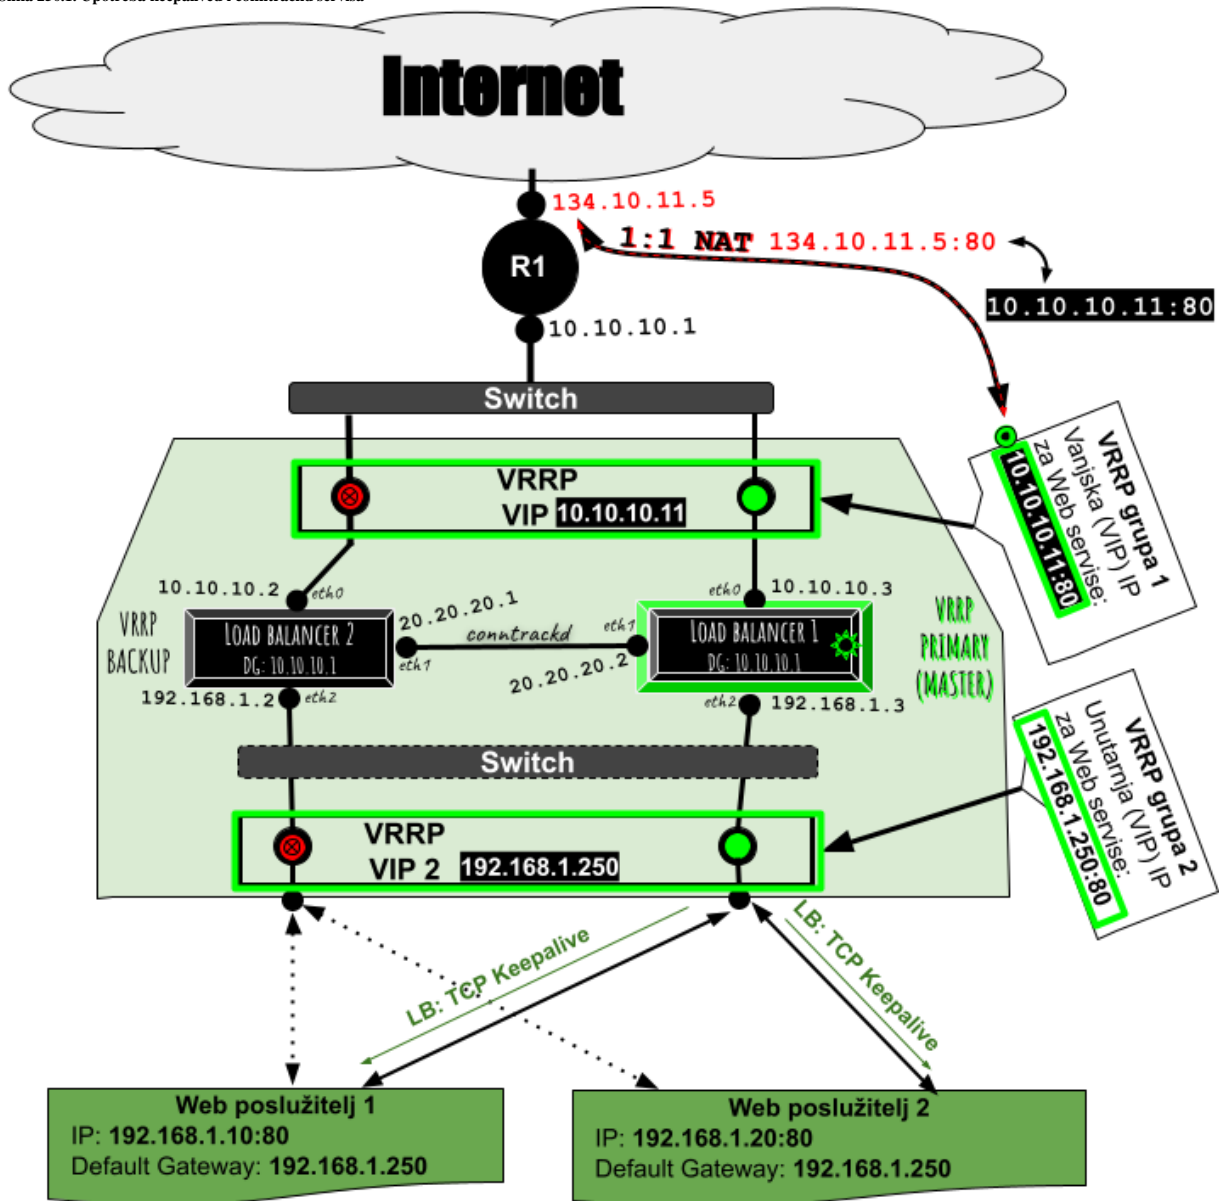 Internet
134.10.11.5
1:1 NAT 134.10.11.5:80
R1
10.10.10.11:80
10.10.10.1
Switch
VRRP grupa 1
Vanjska (VIP) IP
za Web servise:
10.10.10.11:80
VRRP
VIP 10.10.10.11
10.10.10.2 eth0
eth0 10.10.10.3
VRRP
BACKUP
LOAD BALANCER 2
DG: 10.10.10.1
20.20.20.1
eth1
conntrackd
eth1
20.20.20.2
LOAD BALANCER 1
DG: 10.10.10.1
VRRP
PRIMARY
(MASTER)
192.168.1.2 eth2
eth2 192.168.1.3
Switch
VRRP grupa 2
Unutarnja (VIP) IP
za Web servise:
192.168.1.250:80
VRRP
VIP 2 192.168.1.250
LB: TCP Keepalive
LB: TCP Keepalive
Web poslužitelj 1
IP: 192.168.1.10:80
Default Gateway: 192.168.1.250
Web poslužitelj 2
IP: 192.168.1.20:80
Default Gateway: 192.168.1.250